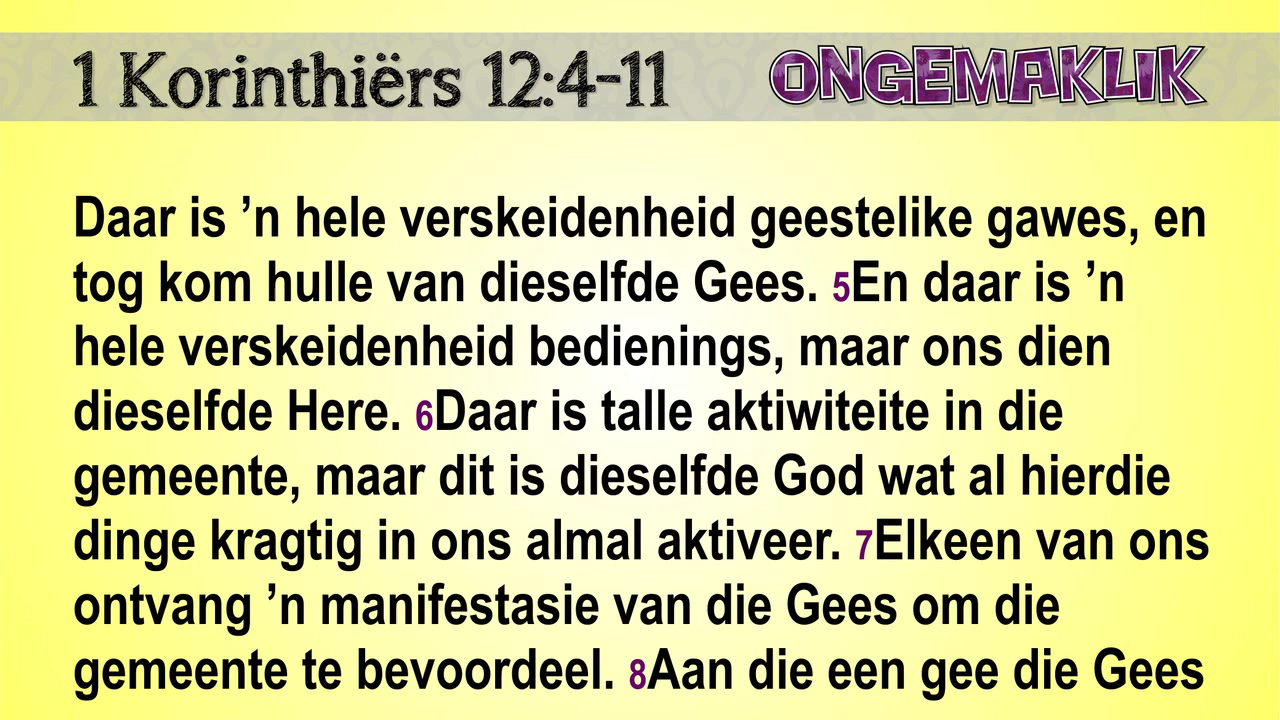 1 Korinthiërs 12:4-11 ONGEMAKLIK
Daar is ’n hele verskeidenheid geestelike gawes, en
tog kom hulle van dieselfde Gees. 5En daar is ’n
hele verskeidenheid bedienings, maar ons dien
dieselfde Here. 6Daar is talle aktiwiteite in die
gemeente, maar dit is dieselfde God wat al hierdie
dinge kragtig in ons almal aktiveer. 7Elkeen van ons
ontvang ’n manifestasie van die Gees om die
gemeente te bevoordeel. 8Aan die een gee die Gees